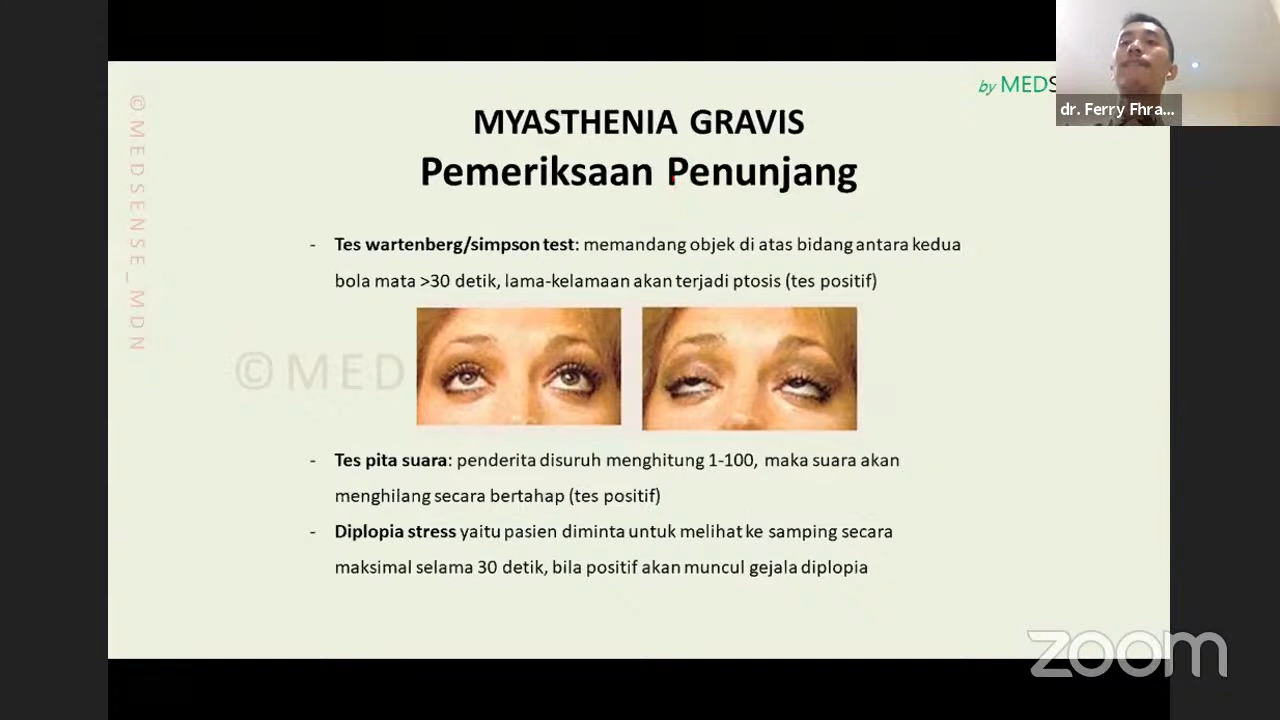 by MEDS
dr. Ferry Fhra...
©MEDSENSE_MDN
MYASTHENIA GRAVIS
Pemeriksaan Penunjang
- Tes wartenberg/simpson test: memandang objek di atas bidang antara kedua
bola mata >30 detik, lama-kelamaan akan terjadi ptosis (tes positif)
©MED
- Tes pita suara: penderita disuruh menghitung 1-100, maka suara akan
menghilang secara bertahap (tes positif)
- Diplopia stress yaitu pasien diminta untuk melihat ke samping secara
maksimal selama 30 detik, bila positif akan muncul gejala diplopia
zoom